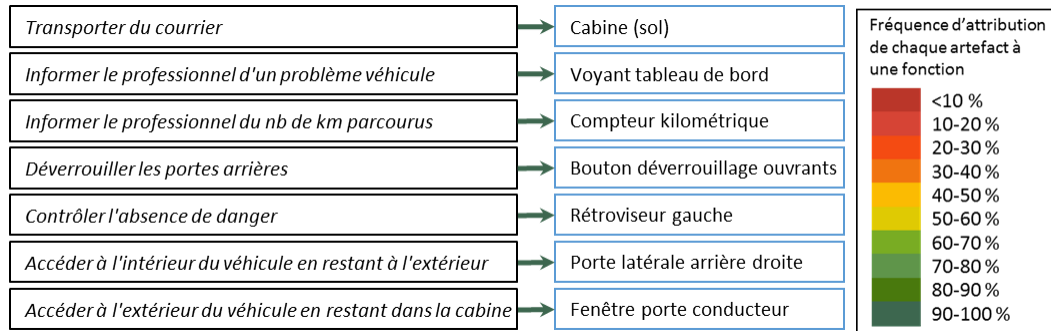 Transporter du courrier
Cabine (sol)
Informer le professionnel d'un problème véhicule
Voyant tableau de bord
Informer le professionnel du nb de km parcourus
Compteur kilométrique
Déverrouiller les portes arrières
Bouton déverrouillage ouvrants
Contrôler l'absence de danger
Rétroviseur gauche
Accéder à l'intérieur du véhicule en restant à l'extérieur
Porte latérale arrière droite
Accéder à l'extérieur du véhicule en restant dans la cabine
Fenêtre porte conducteur
Fréquence d'attribution
de chaque artefact à
une fonction
<10 %
10-20 %
20-30 %
30-40 %
40-50 %
50-60 %
60-70 %
70-80 %
80-90 %
90-100 %